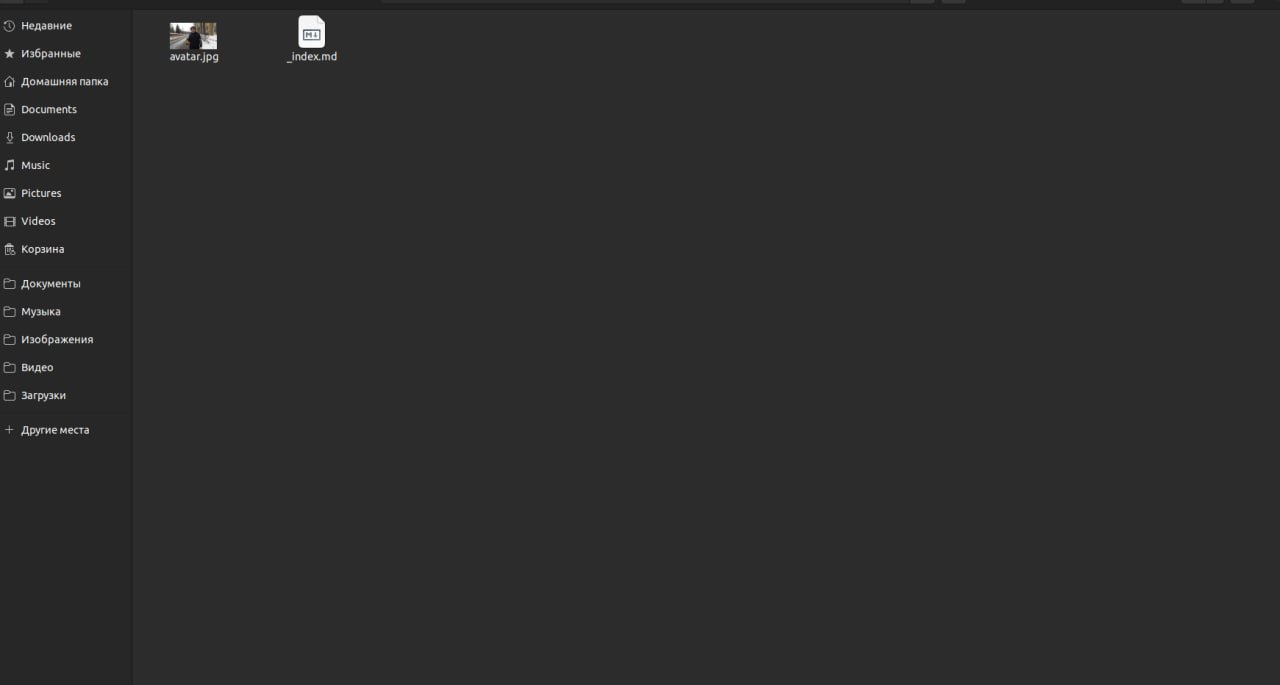 Недавние
Избранные
Домашняя папка
Documents
Downloads
Music
Pictures
Videos
Корзина
Документы
Музыка
Изображения
Видео
Загрузки
Другие места
avatar.jpg
_index.md